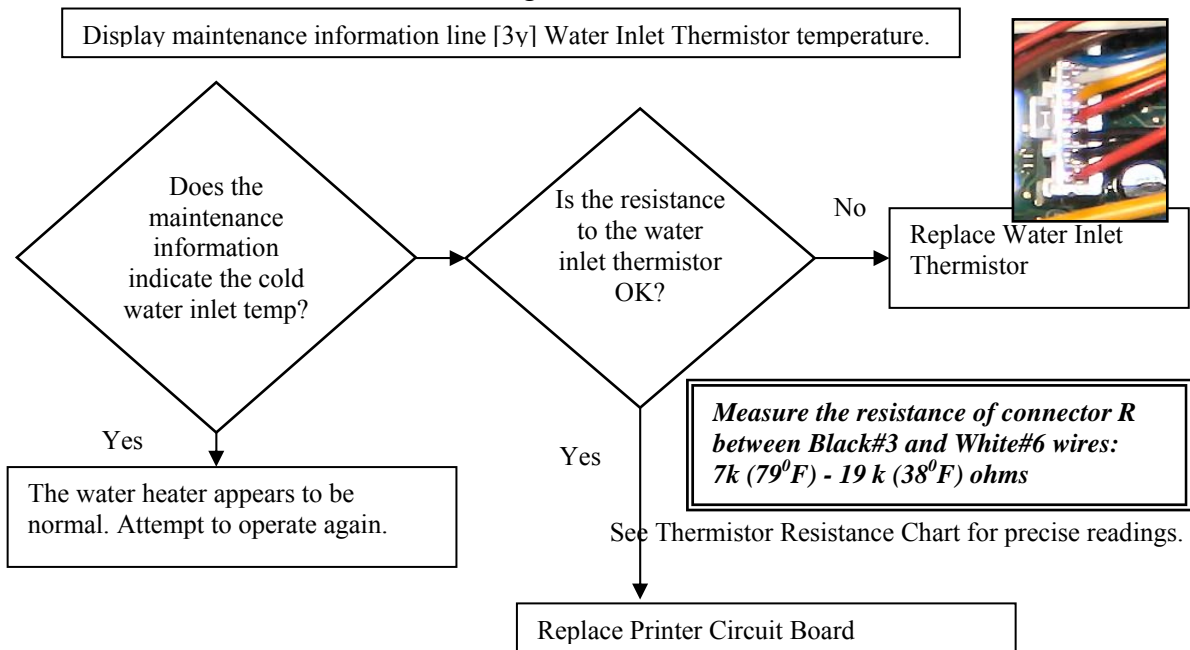 Display maintenance information line [3y] Water Inlet Thermistor temperature.
Does the
maintenance
information
indicate the cold
water inlet temp?
Is the resistance
to the water
inlet thermistor
OK?
No
Replace Water Inlet
Thermistor
Measure the resistance of connector R
between Black#3 and White#6 wires:
7k (79⁰F) - 19 k (38⁰F) ohms
Yes
Yes
The water heater appears to be
normal. Attempt to operate again.
See Thermistor Resistance Chart for precise readings.
Replace Printer Circuit Board